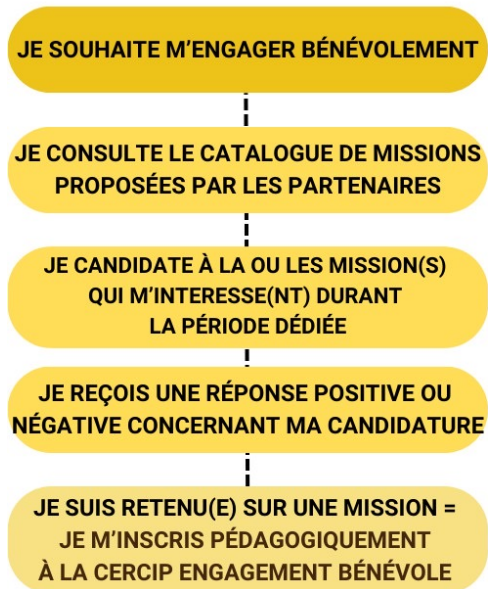 JE SOUHAITE M'ENGAGER BÉNÉVOLEMENT
JE CONSULTE LE CATALOGUE DE MISSIONS
PROPOSÉES PAR LES PARTENAIRES
JE CANDIDATE À LA OU LES MISSION(S)
QUI M'INTERESSE(NT) DURANT
LA PÉRIODE DÉDIÉE
JE REÇOIS UNE RÉPONSE POSITIVE OU
NÉGATIVE CONCERNANT MA CANDIDATURE
JE SUIS RETENU(E) SUR UNE MISSION =
JE M'INSCRIS PÉDAGOGIQUEMENT
À LA CERCIP ENGAGEMENT BÉNÉVOLE